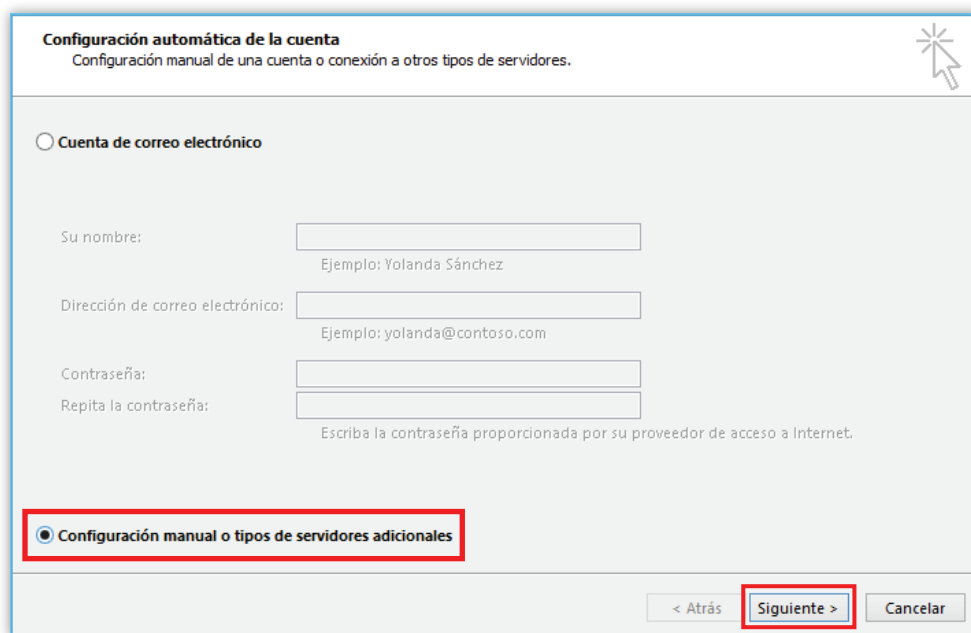 Configuración automática de la cuenta
Configuración manual de una cuenta o conexión a otros tipos de servidores.
Cuenta de correo electrónico
Su nombre:
Ejemplo: Yolanda Sánchez
Dirección de correo electrónico:
Ejemplo: yolanda@contoso.com
Contraseña:
Repita la contraseña:
Escriba la contraseña proporcionada por su proveedor de acceso a Internet.
Configuración manual o tipos de servidores adicionales
< Atrás Siguiente > Cancelar